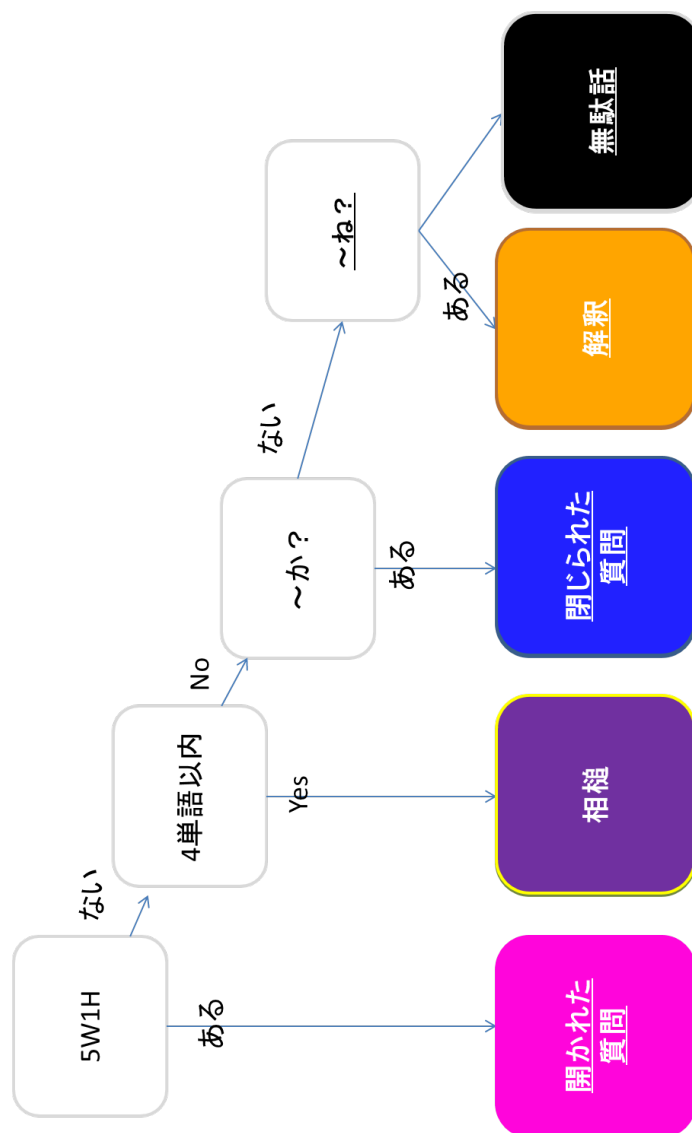 5W1H
ない
ある
4単語以内
No
Yes
~か?
ない
ある
~ね?
ある
開かれた
質問
相槌
閉じられた
質問
解釈
無駄話